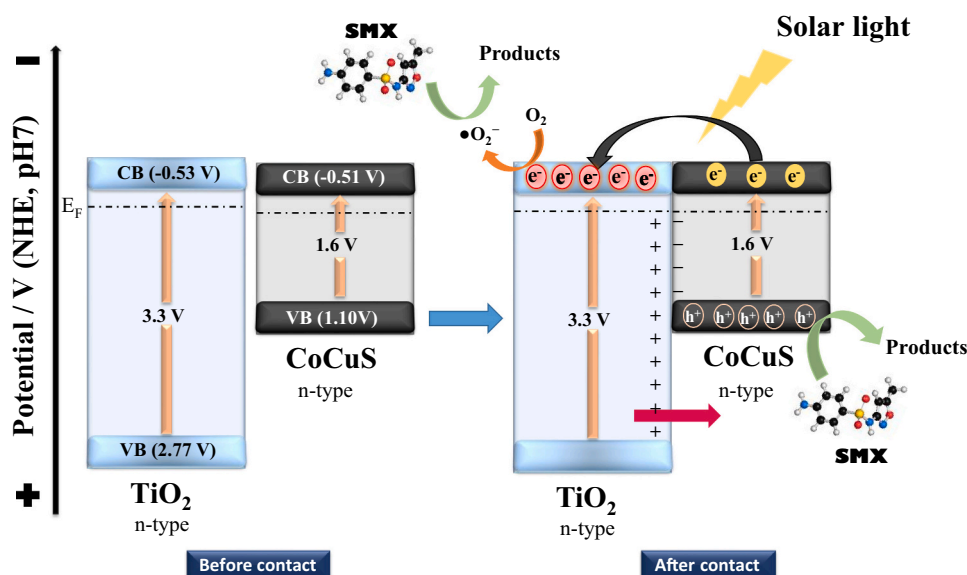 SMX
Products
Solar light
O₂
●O₂⁻
Potential / V (NHE, pH7)
CB (-0.53 V)
CB (-0.51 V)
E_F
1.6 V
3.3 V
VB (1.10V)
CoCuS
n-type
VB (2.77 V)
TiO₂
n-type
Before contact
e⁻ e⁻ e⁻ e⁻ e⁻
e⁻ e⁻ e⁻
+ + + + + + + + + +
− − − −
1.6 V
3.3 V
h⁺ h⁺ h⁺ h⁺ h⁺
CoCuS
n-type
Products
SMX
TiO₂
n-type
After contact